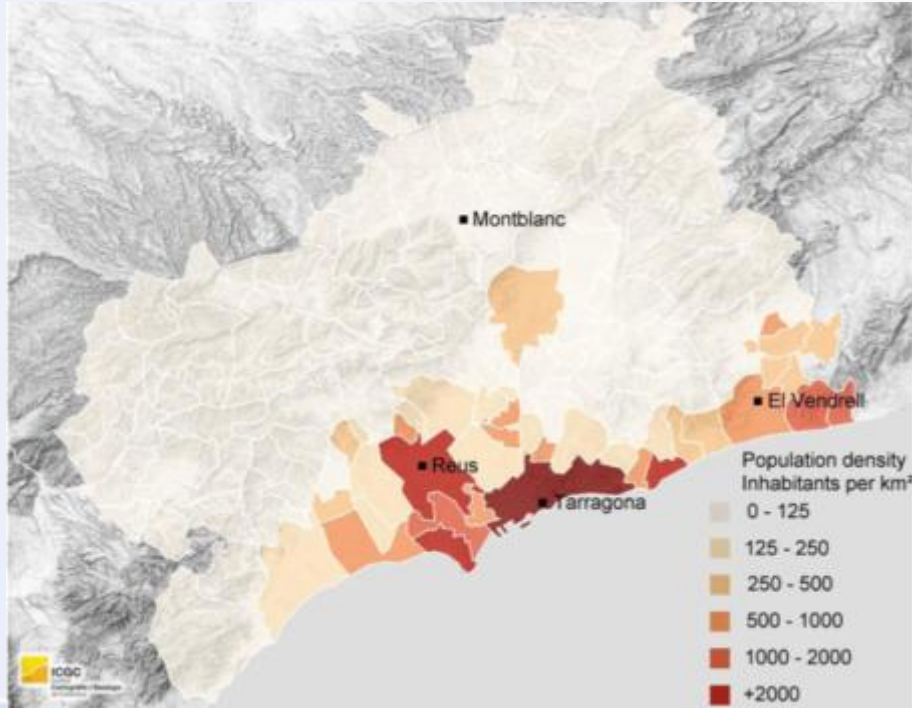 Montblanc
El Vendrell
Reus
Tarragona
Population density
Inhabitants per km²
0 - 125
125 - 250
250 - 500
500 - 1000
1000 - 2000
+2000
ICGC